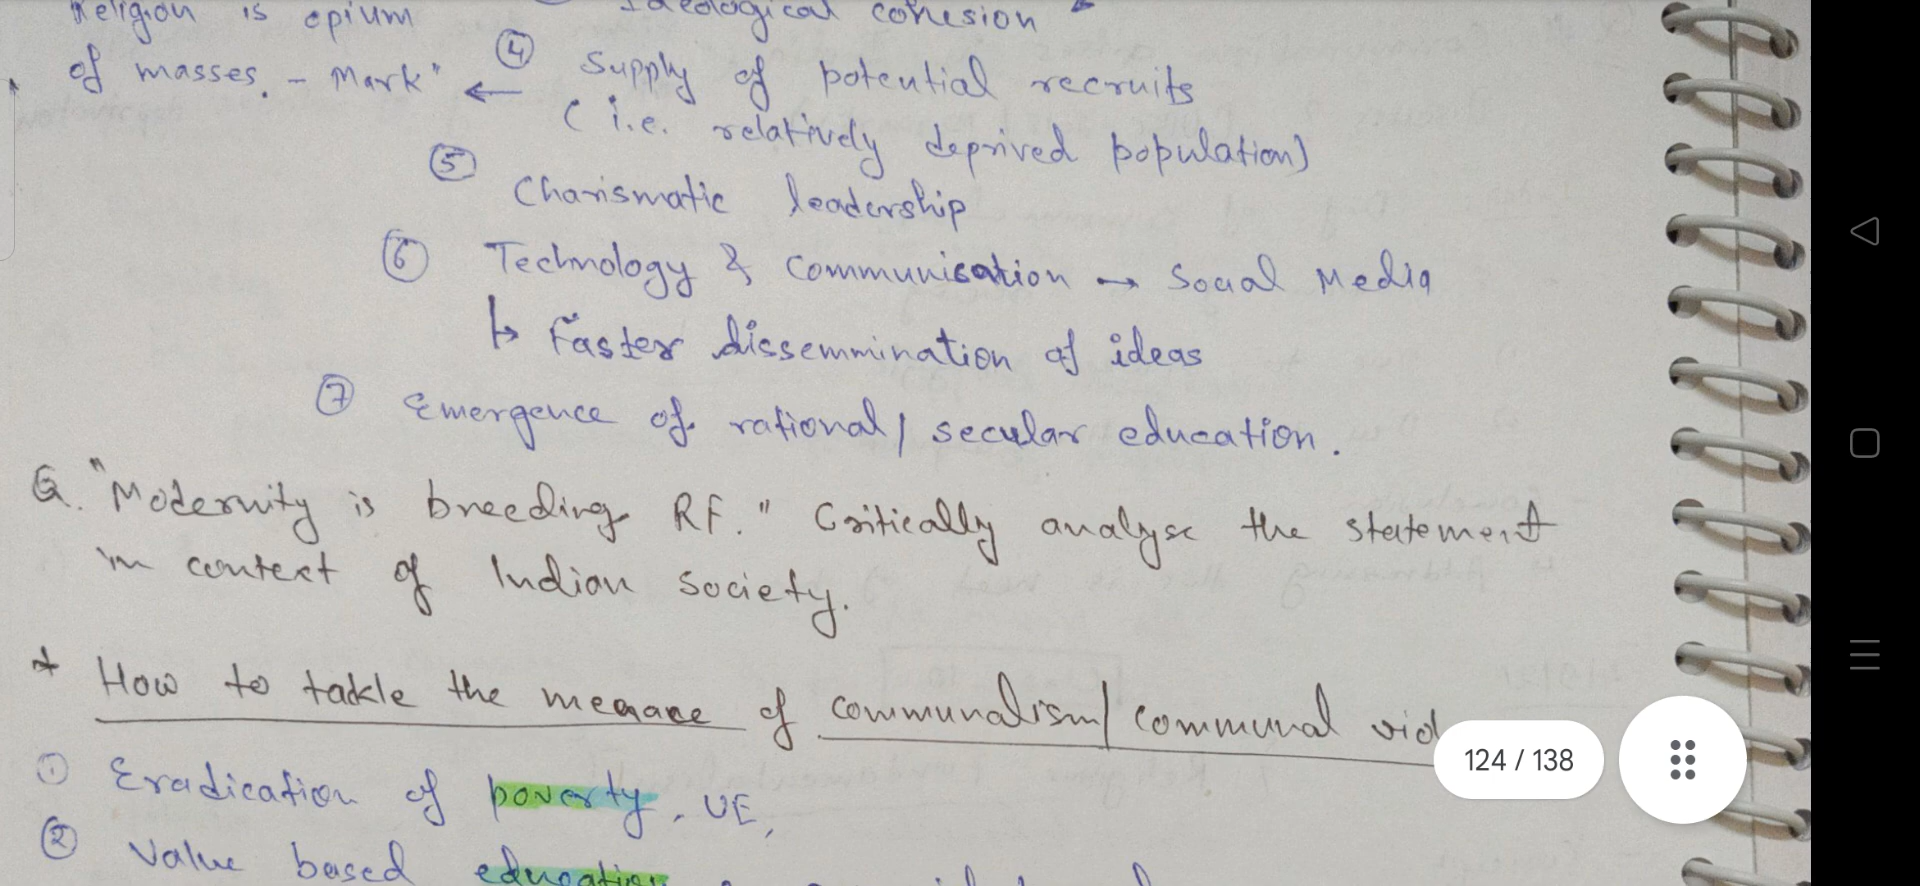 Religion is opium
of masses. - Mark"
Ideological cohesion
④ Supply of potential recruits
(i.e. relatively deprived population)
⑤ Charismatic leadership
⑥ Technology & Communication → Social Media
↳ Faster dissemmination of ideas
⑦ Emergence of rational/secular education.
Q. "Modernity is breeding RF." Critically analyse the statement
in context of Indian society.
* How to tackle the menace of communalism/communal
124 / 138
① Eradication of poverty, UE,
② Value based education